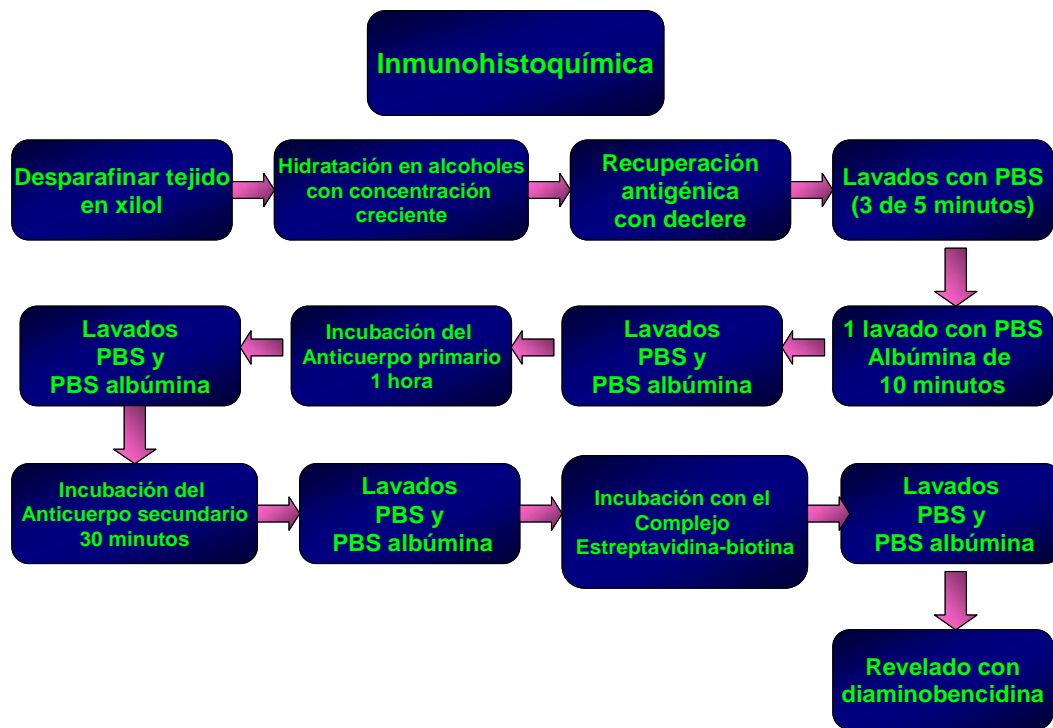 Inmunohistoquímica
Desparafinar tejido
en xilol
Hidratación en alcoholes
con concentración
creciente
Recuperación
antigénica
con declere
Lavados con PBS
(3 de 5 minutos)
1 lavado con PBS
Albúmina de
10 minutos
Lavados
PBS y
PBS albúmina
Incubación del
Anticuerpo primario
1 hora
Lavados
PBS y
PBS albúmina
Incubación del
Anticuerpo secundario
30 minutos
Lavados
PBS y
PBS albúmina
Incubación con el
Complejo
Estreptavidina-biotina
Lavados
PBS y
PBS albúmina
Revelado con
diaminobencidina